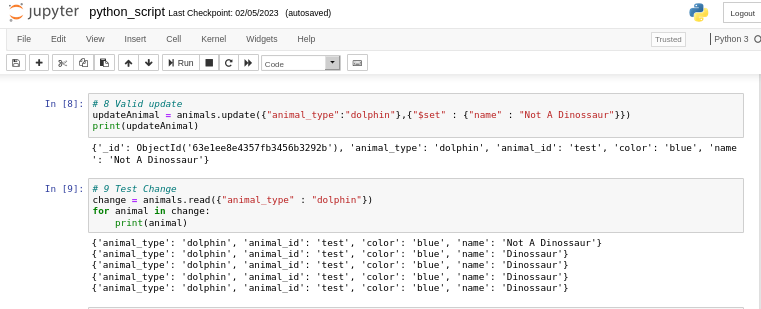 jupyter python_script Last Checkpoint: 02/05/2023 (autosaved) Logout
File Edit View Insert Cell Kernel Widgets Help Trusted Python 3
Run Code
In [8]: # 8 Valid update
updateAnimal = animals.update({"animal_type":"dolphin"},{"$set" : {"name" : "Not A Dinossaur"}})
print(updateAnimal)
{'_id': ObjectId('63e1ee8e4357fb3456b3292b'), 'animal_type': 'dolphin', 'animal_id': 'test', 'color': 'blue', 'name
': 'Not A Dinossaur'}
In [9]: # 9 Test Change
change = animals.read({"animal_type" : "dolphin"})
for animal in change:
    print(animal)
{'animal_type': 'dolphin', 'animal_id': 'test', 'color': 'blue', 'name': 'Not A Dinossaur'}
{'animal_type': 'dolphin', 'animal_id': 'test', 'color': 'blue', 'name': 'Dinossaur'}
{'animal_type': 'dolphin', 'animal_id': 'test', 'color': 'blue', 'name': 'Dinossaur'}
{'animal_type': 'dolphin', 'animal_id': 'test', 'color': 'blue', 'name': 'Dinossaur'}
{'animal_type': 'dolphin', 'animal_id': 'test', 'color': 'blue', 'name': 'Dinossaur'}